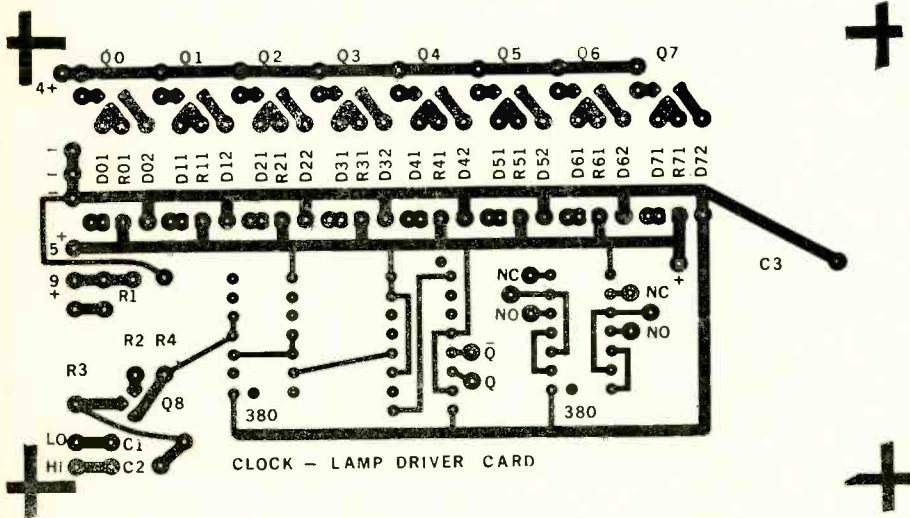 Q0 Q1 Q2 Q3 Q4 Q5 Q6 Q7
4+
D01 R01 D02 D11 R11 D12 D21 R21 D22 D31 R31 D32 D41 R41 D42 D51 R51 D52 D61 R61 D62 D71 R71 D72
−
−
−
+
5
C3
9
+
R1
+
NC NC
NO NO
R2 R4
Q̅
R3
Q
Q8
380 380
LO C1
HI C2
CLOCK – LAMP DRIVER CARD